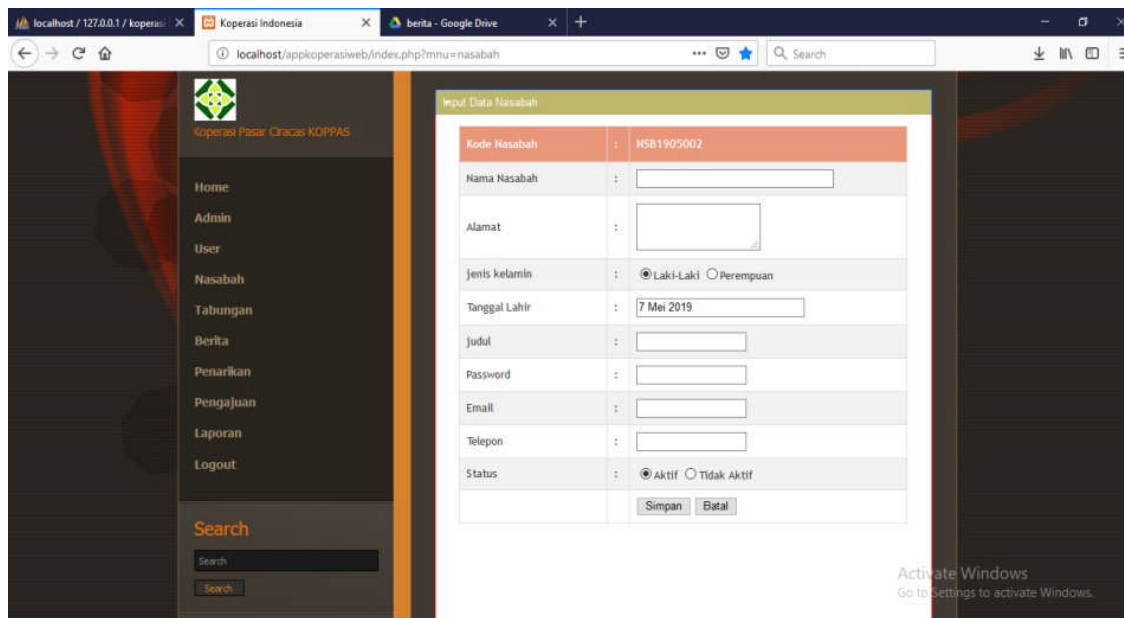 localhost / 127.0.0.1 / koperasi
Koperasi Indonesia
berita - Google Drive
localhost/appkoperasiweb/index.php?mnu=nasabah
Search
Koperasi Pasar Ciracas KOPPAS
Home
Admin
User
Nasabah
Tabungan
Berita
Penarikan
Pengajuan
Laporan
Logout
Search
Search
Search
Input Data Nasabah
Kode Nasabah : NSB1905002
Nama Nasabah :
Alamat :
jenis kelamin : Laki-Laki Perempuan
Tanggal Lahir : 7 Mei 2019
judul :
Password :
Email :
Telepon :
Status : Aktif Tidak Aktif
Simpan Batal
Activate Windows
Go to Settings to activate Windows.